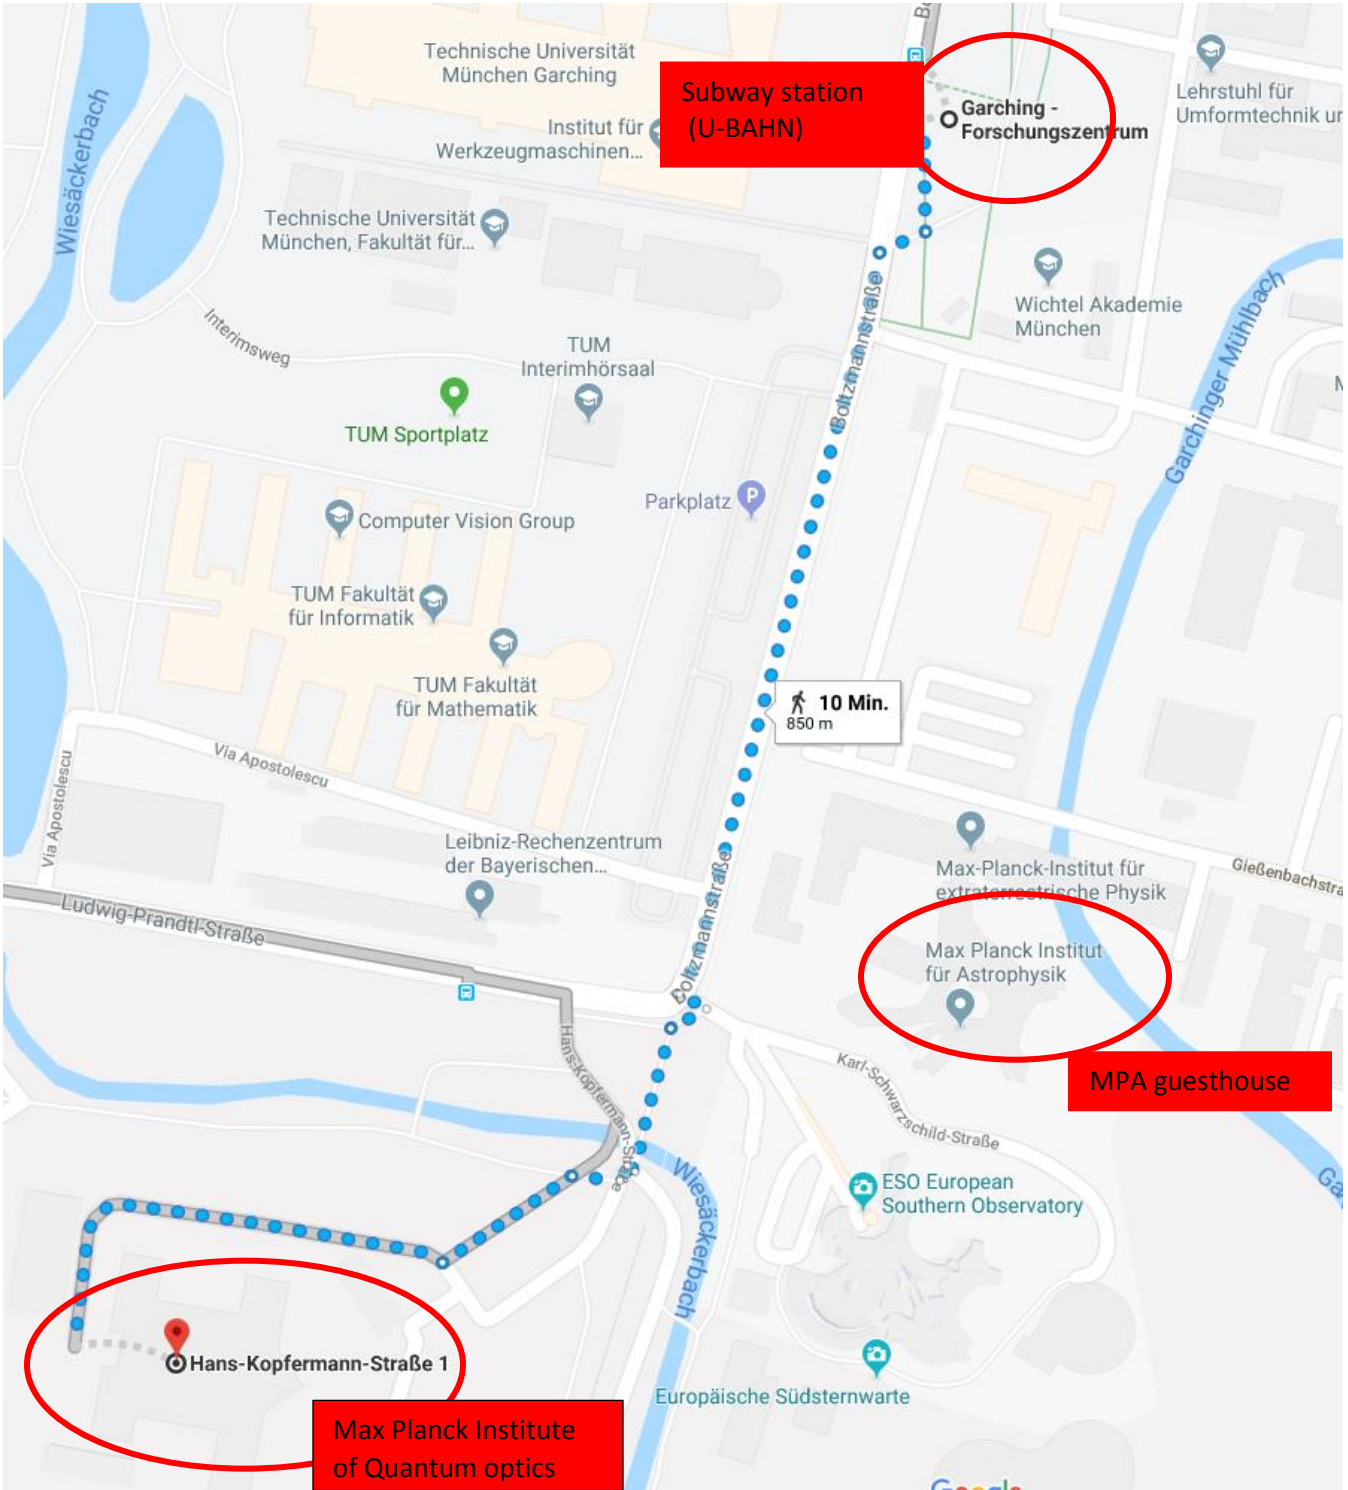 Technische Universität
München Garching
Subway station
(U-BAHN)
Garching -
Forschungszentrum
Lehrstuhl für
Umformtechnik ur
Institut für
Werkzeugmaschinen...
Wiesäckerbach
Technische Universität
München, Fakultät für...
Wichtel Akademie
München
Boltzmannstraße
Garchinger Mühlbach
Interimsweg
TUM
Interimhörsaal
TUM Sportplatz
Parkplatz
P
Computer Vision Group
TUM Fakultät
für Informatik
TUM Fakultät
für Mathematik
10 Min.
850 m
Via Apostolescu
Via Apostolescu
Leibniz-Rechenzentrum
der Bayerischen...
Max-Planck-Institut für
extraterrestrische Physik
Gießenbachstra
Ludwig-Prandtl-Straße
Boltzmannstraße
Max Planck Institut
für Astrophysik
MPA guesthouse
Hans-Kopfermann-Straße
Karl-Schwarzschild-Straße
Wiesäckerbach
ESO European
Southern Observatory
Ga
Hans-Kopfermann-Straße 1
Europäische Südsternwarte
Max Planck Institute
of Quantum optics
Google